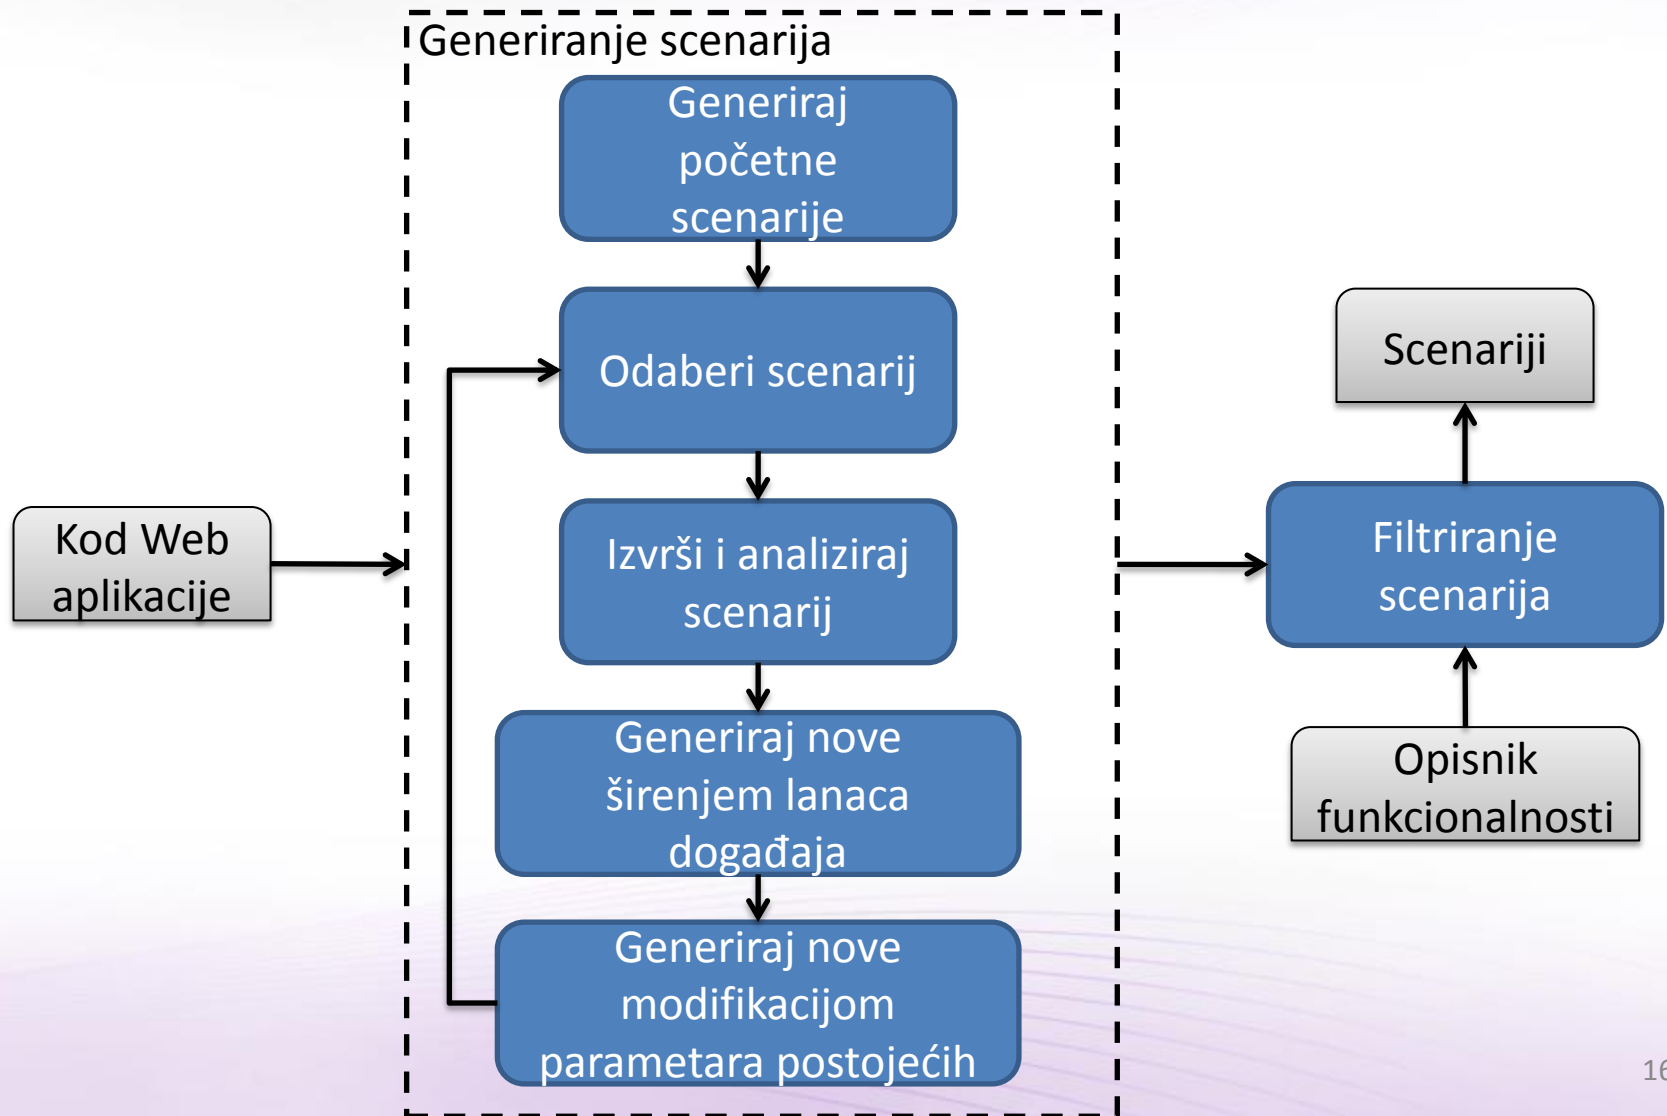 Generiranje scenarija
Generiraj
početne
scenarije
Odaberi scenarij
Izvrši i analiziraj
scenarij
Generiraj nove
širenjem lanaca
događaja
Generiraj nove
modifikacijom
parametara postojećih
Kod Web
aplikacije
Scenariji
Filtriranje
scenarija
Opisnik
funkcionalnosti
16